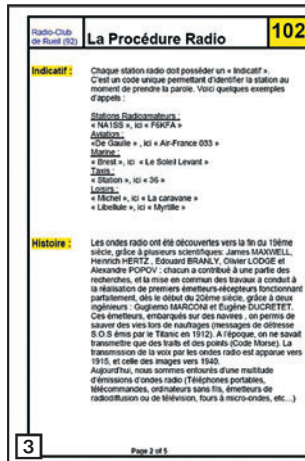 Radio-Club
de Rueil (92)
La Procédure Radio
102
Indicatif :
Chaque station radio doit posséder un « Indicatif ».
C'est un code unique permettant d'identifier la station au
moment de prendre la parole. Voici quelques exemples
d'appels :
Stations Radioamateurs :
« NA1SS », ici « F6KFA »
Aviation :
«De Gaulle » , ici « Air-France 033 »
Marine :
« Brest », ici « Le Soleil Levant »
Taxis :
« Station », ici « 36 »
Loisirs :
« Michel », ici « La caravane »
« Libellule », ici « Myrtille »
Histoire :
Les ondes radio ont été découvertes vers la fin du 19ème
siècle, grâce à plusieurs scientifiques: James MAXWELL,
Heinrich HERTZ , Edouard BRANLY, Olivier LODGE et
Alexandre POPOV : chacun a contribué à une partie des
recherches, et la mise en commun des travaux a conduit à
la réalisation de premiers émetteurs-récepteurs fonctionnant
parfaitement, dès le début du 20ème siècle, grâce à deux
ingénieurs : Guglielmo MARCONI et Eugène DUCRETET.
Ces émetteurs, embarqués sur des navires , on permis de
sauver des vies lors de naufrages (messages de détresse
S.O.S émis par le Titanic en 1912). A l'époque, on ne savait
transmettre que des traits et des points (Code Morse). La
transmission de la voix par les ondes radio est apparue vers
1915, et celle des images vers 1940.
Aujourd'hui, nous sommes entourés d'une multitude
d'émissions d'ondes radio (Téléphones portables,
télécommandes, ordinateurs sans fils, émetteurs de
radiodiffusion ou de télévision, fours à micro-ondes, etc...)
3
Page 2 of 5